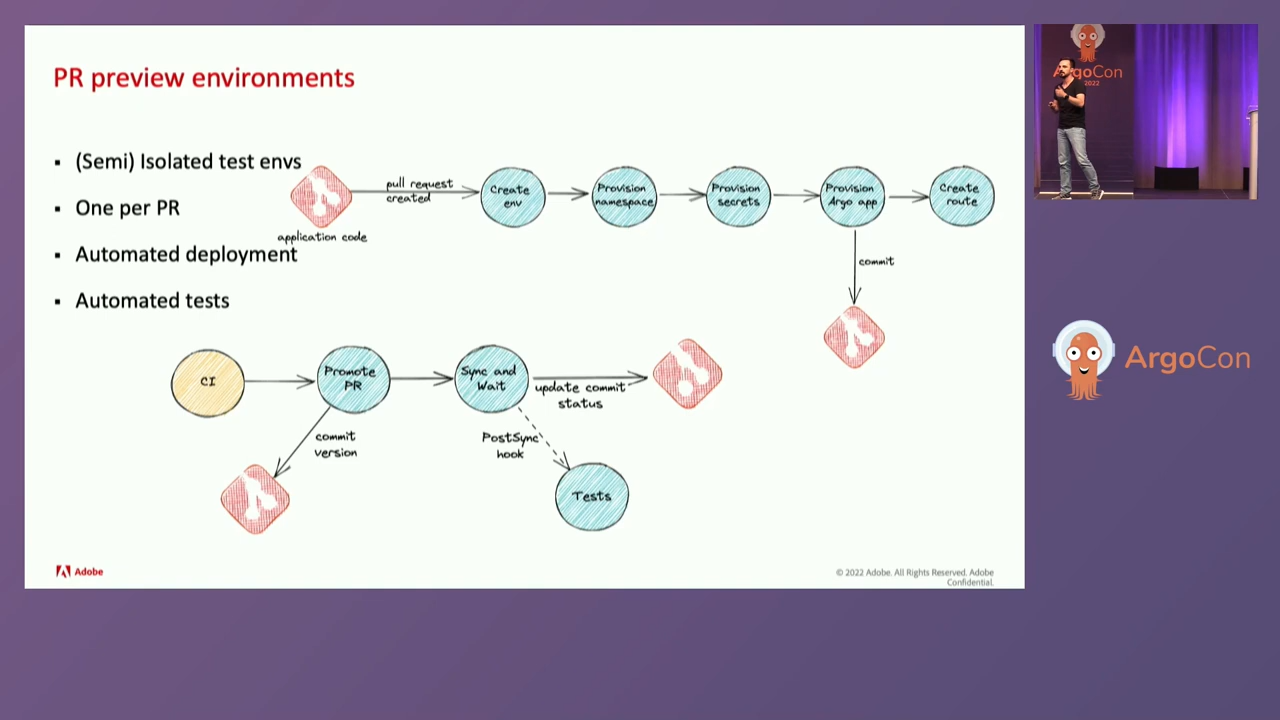 PR preview environments
▪ (Semi) Isolated test envs
▪ One per PR
▪ Automated deployment
▪ Automated tests
application code
pull request
created
Create
env
Provision
namespace
Provision
secrets
Provision
Argo app
Create
route
commit
CI
Promote
PR
Sync and
Wait
update commit
status
commit
version
PostSync
hook
Tests
Adobe
© 2022 Adobe. All Rights Reserved. Adobe
Confidential.
ArgoCon
2022
ArgoCon